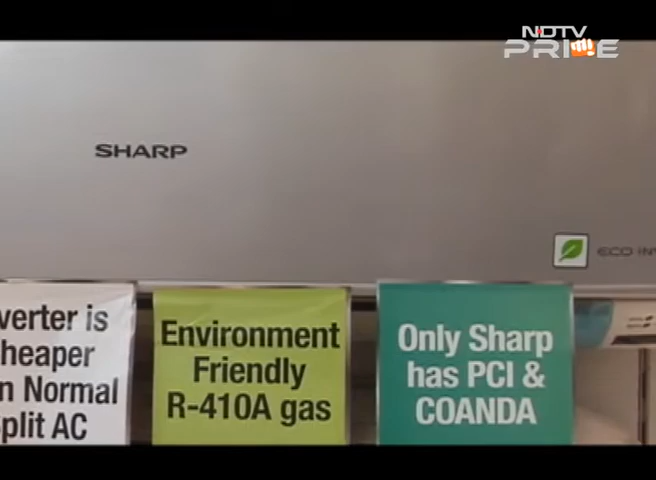 NDTV
PRIME
SHARP
ECO
verter is
heaper
n Normal
plit AC
Environment
Friendly
R-410A gas
Only Sharp
has PCI &
COANDA